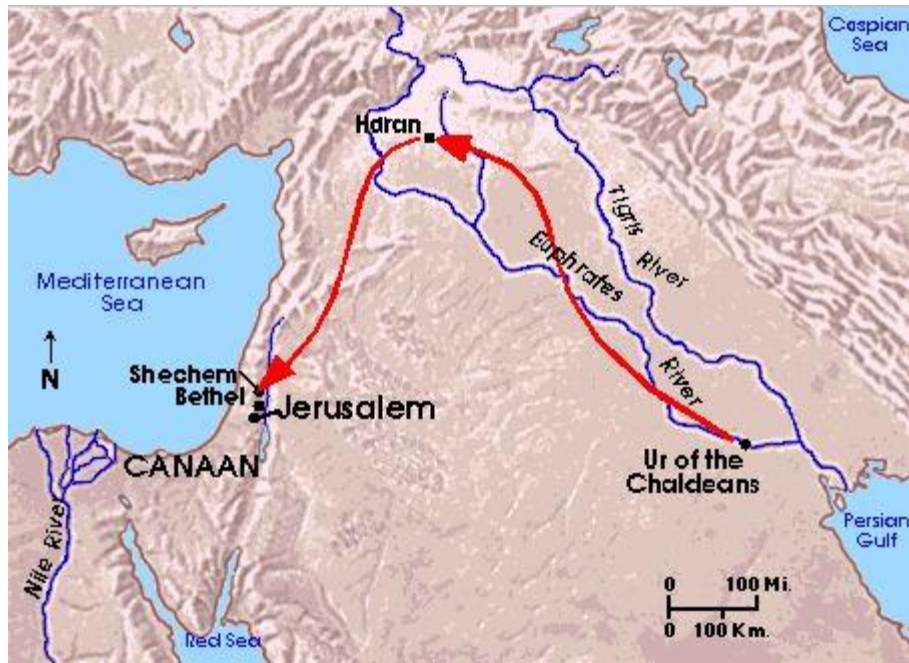 Caspian
Sea
Haran
Tigris
River
Euphrates
River
Mediterranean
Sea
N
Shechem
Bethel
Jerusalem
CANAAN
Ur of the
Chaldeans
Nile River
Red Sea
Persian
Gulf
0 100 Mi.
0 100 Km.